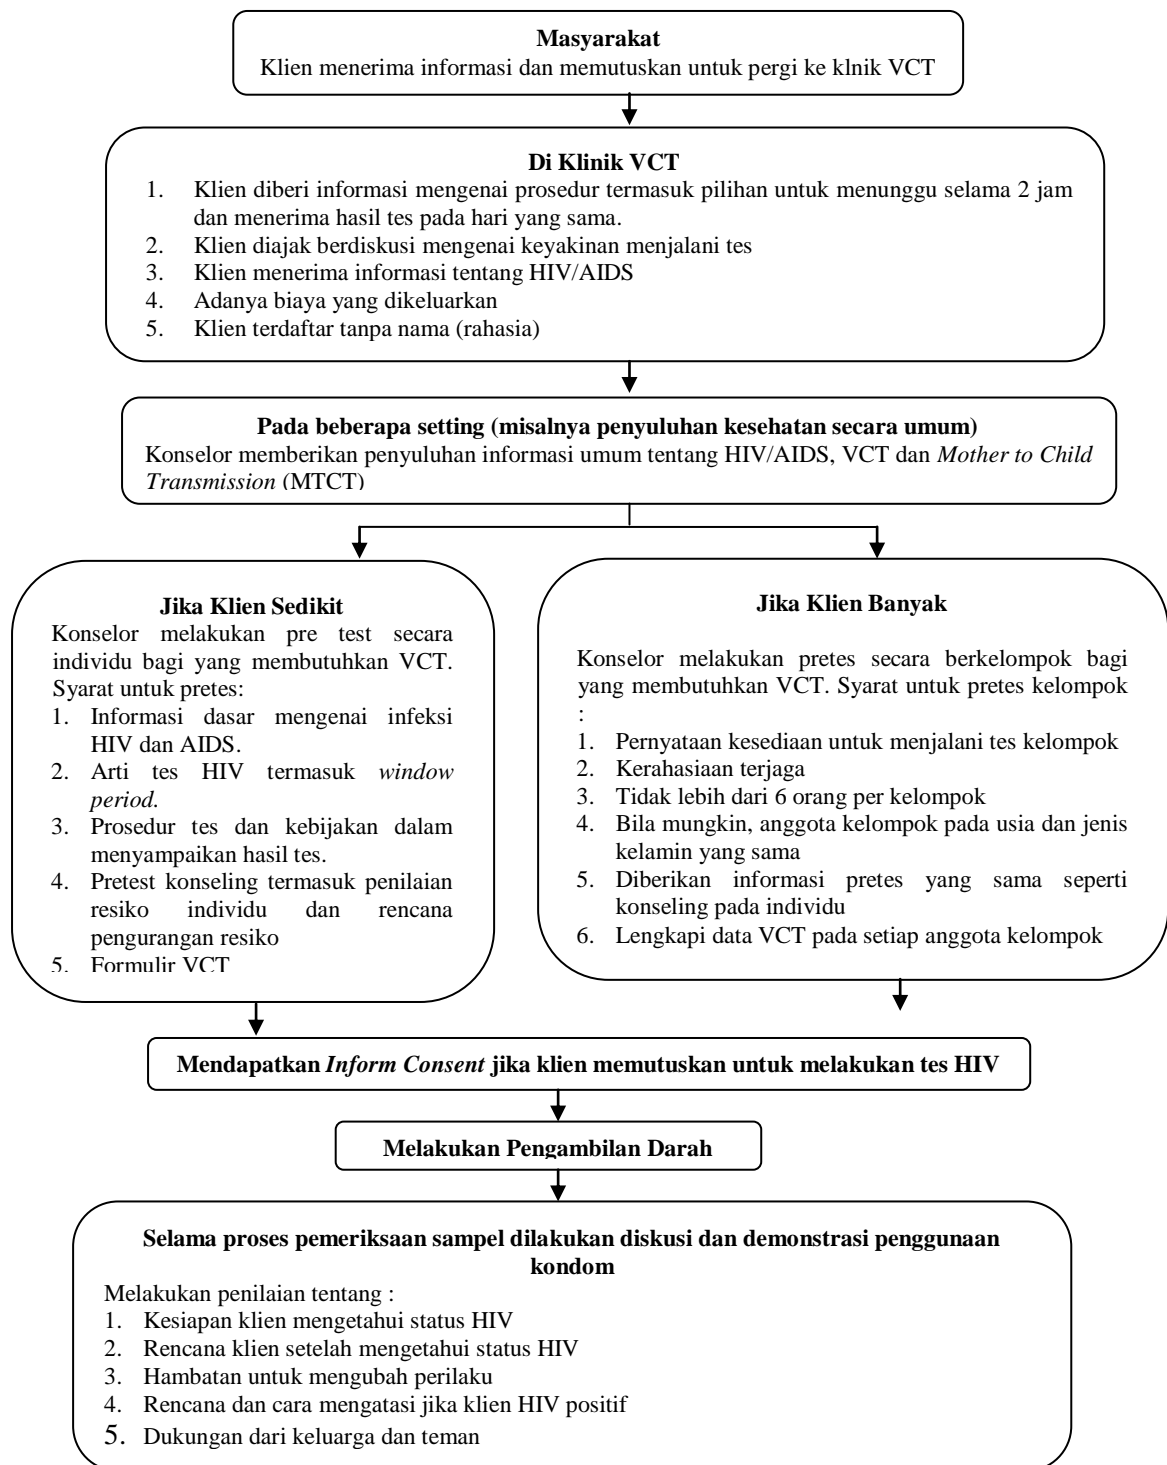 Masyarakat
Klien menerima informasi dan memutuskan untuk pergi ke klnik VCT
Di Klinik VCT
1. Klien diberi informasi mengenai prosedur termasuk pilihan untuk menunggu selama 2 jam
dan menerima hasil tes pada hari yang sama.
2. Klien diajak berdiskusi mengenai keyakinan menjalani tes
3. Klien menerima informasi tentang HIV/AIDS
4. Adanya biaya yang dikeluarkan
5. Klien terdaftar tanpa nama (rahasia)
Pada beberapa setting (misalnya penyuluhan kesehatan secara umum)
Konselor memberikan penyuluhan informasi umum tentang HIV/AIDS, VCT dan Mother to Child
Transmission (MTCT)
Jika Klien Sedikit
Konselor melakukan pre test secara
individu bagi yang membutuhkan VCT.
Syarat untuk pretes:
1. Informasi dasar mengenai infeksi
HIV dan AIDS.
2. Arti tes HIV termasuk window
period.
3. Prosedur tes dan kebijakan dalam
menyampaikan hasil tes.
4. Pretest konseling termasuk penilaian
resiko individu dan rencana
pengurangan resiko
5. Formulir VCT
Jika Klien Banyak
Konselor melakukan pretes secara berkelompok bagi
yang membutuhkan VCT. Syarat untuk pretes kelompok
:
1. Pernyataan kesediaan untuk menjalani tes kelompok
2. Kerahasiaan terjaga
3. Tidak lebih dari 6 orang per kelompok
4. Bila mungkin, anggota kelompok pada usia dan jenis
kelamin yang sama
5. Diberikan informasi pretes yang sama seperti
konseling pada individu
6. Lengkapi data VCT pada setiap anggota kelompok
Mendapatkan Inform Consent jika klien memutuskan untuk melakukan tes HIV
Melakukan Pengambilan Darah
Selama proses pemeriksaan sampel dilakukan diskusi dan demonstrasi penggunaan
kondom
Melakukan penilaian tentang :
1. Kesiapan klien mengetahui status HIV
2. Rencana klien setelah mengetahui status HIV
3. Hambatan untuk mengubah perilaku
4. Rencana dan cara mengatasi jika klien HIV positif
5. Dukungan dari keluarga dan teman